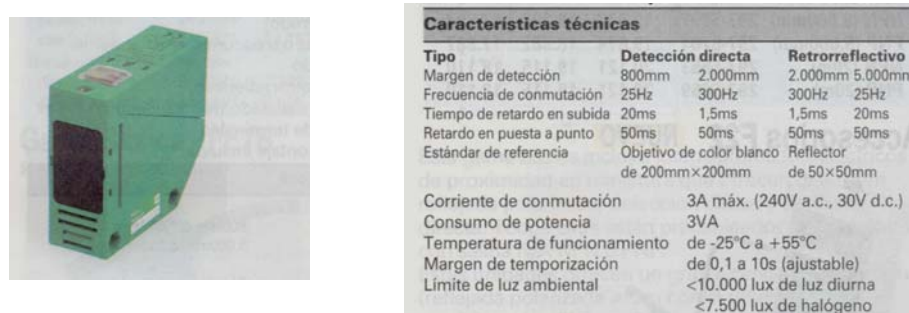 Características técnicas
Tipo Detección directa Retrorreflectivo
Margen de detección 800mm 2.000mm 2.000mm 5.000mm
Frecuencia de conmutación 25Hz 300Hz 300Hz 25Hz
Tiempo de retardo en subida 20ms 1,5ms 1,5ms 20ms
Retardo en puesta a punto 50ms 50ms 50ms 50ms
Estándar de referencia Objetivo de color blanco Reflector
de 200mm×200mm de 50×50mm
Corriente de conmutación 3A máx. (240V a.c., 30V d.c.)
Consumo de potencia 3VA
Temperatura de funcionamiento de -25°C a +55°C
Margen de temporización de 0,1 a 10s (ajustable)
Límite de luz ambiental <10.000 lux de luz diurna
<7.500 lux de halógeno